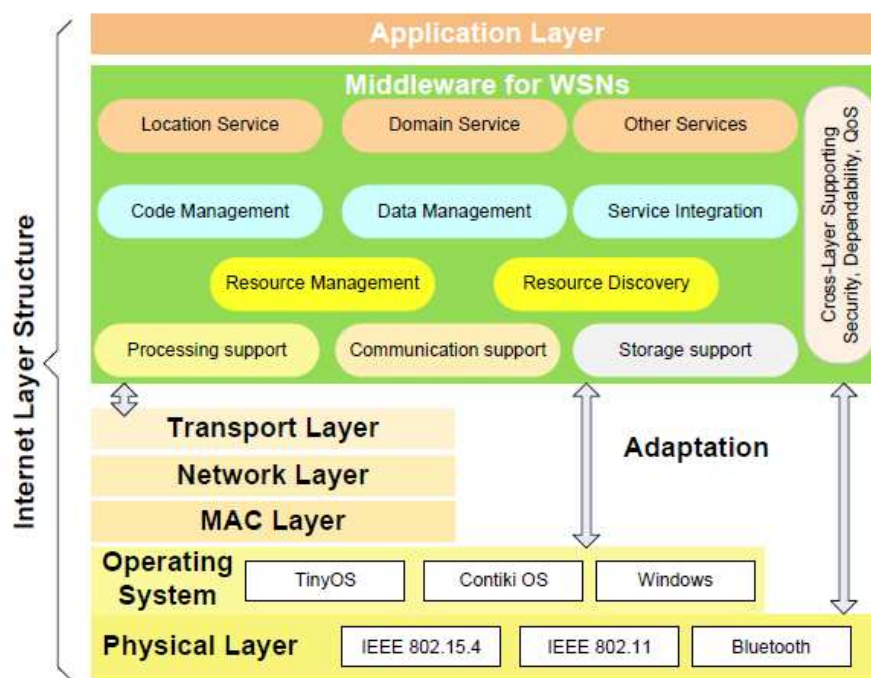 Application Layer
Middleware for WSNs
Location Service
Domain Service
Other Services
Code Management
Data Management
Service Integration
Resource Management
Resource Discovery
Processing support
Communication support
Storage support
Cross-Layer Supporting
Security, Dependability, QoS
Internet Layer Structure
Transport Layer
Network Layer
MAC Layer
Adaptation
Operating
System
TinyOS
Contiki OS
Windows
Physical Layer
IEEE 802.15.4
IEEE 802.11
Bluetooth